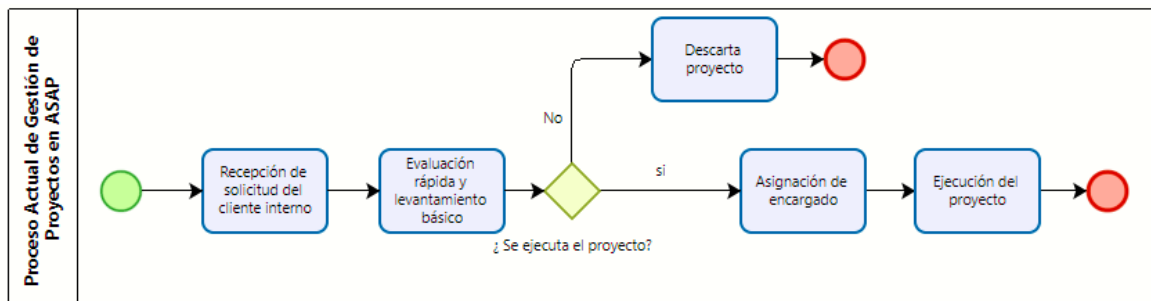 Proceso Actual de Gestión de
Proyectos en ASAP
Recepción de
solicitud del
cliente interno
Evaluación
rápida y
levantamiento
básico
¿ Se ejecuta el proyecto?
No
Descarta
proyecto
si
Asignación de
encargado
Ejecución del
proyecto